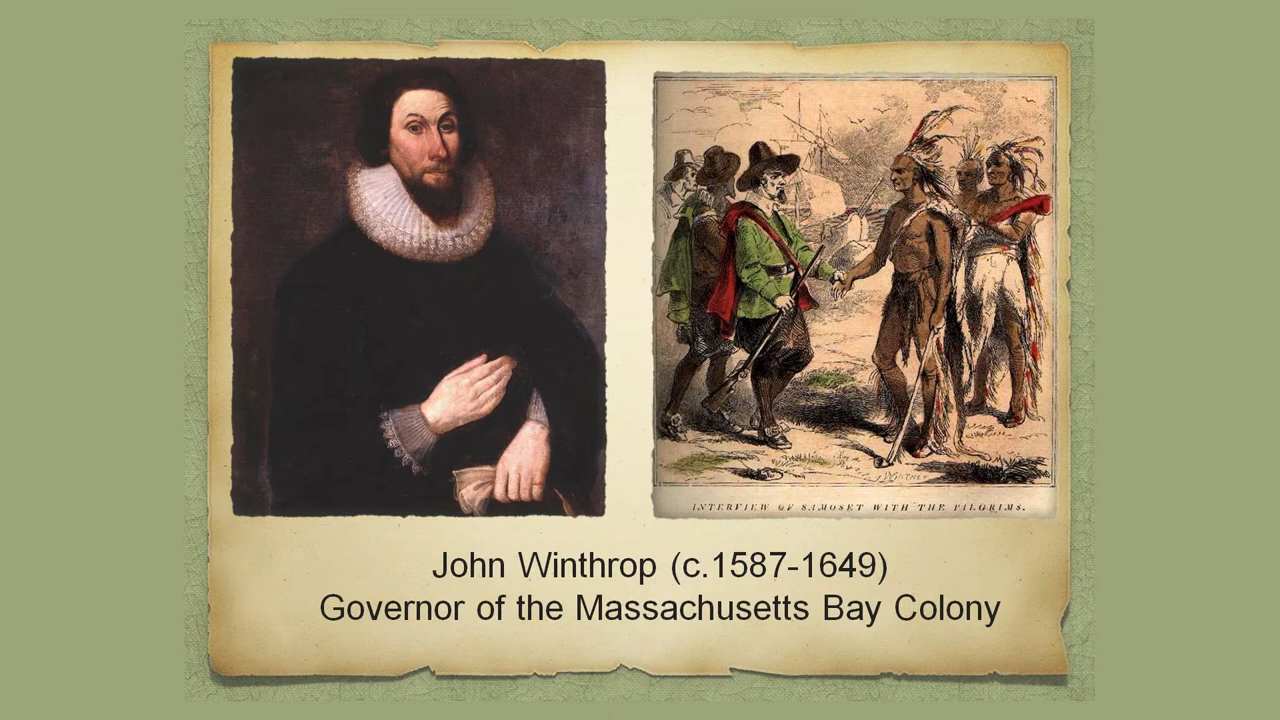 INTERVIEW OF SAMOSET WITH THE PILGRIMS.
John Winthrop (c.1587-1649)
Governor of the Massachusetts Bay Colony